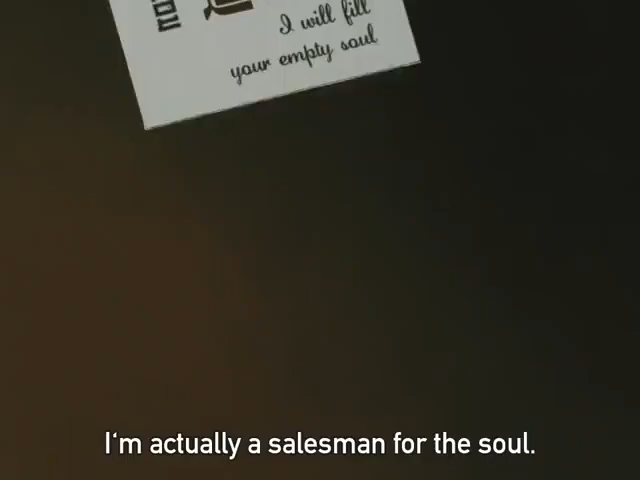 I will fill
your empty soul
I'm actually a salesman for the soul.